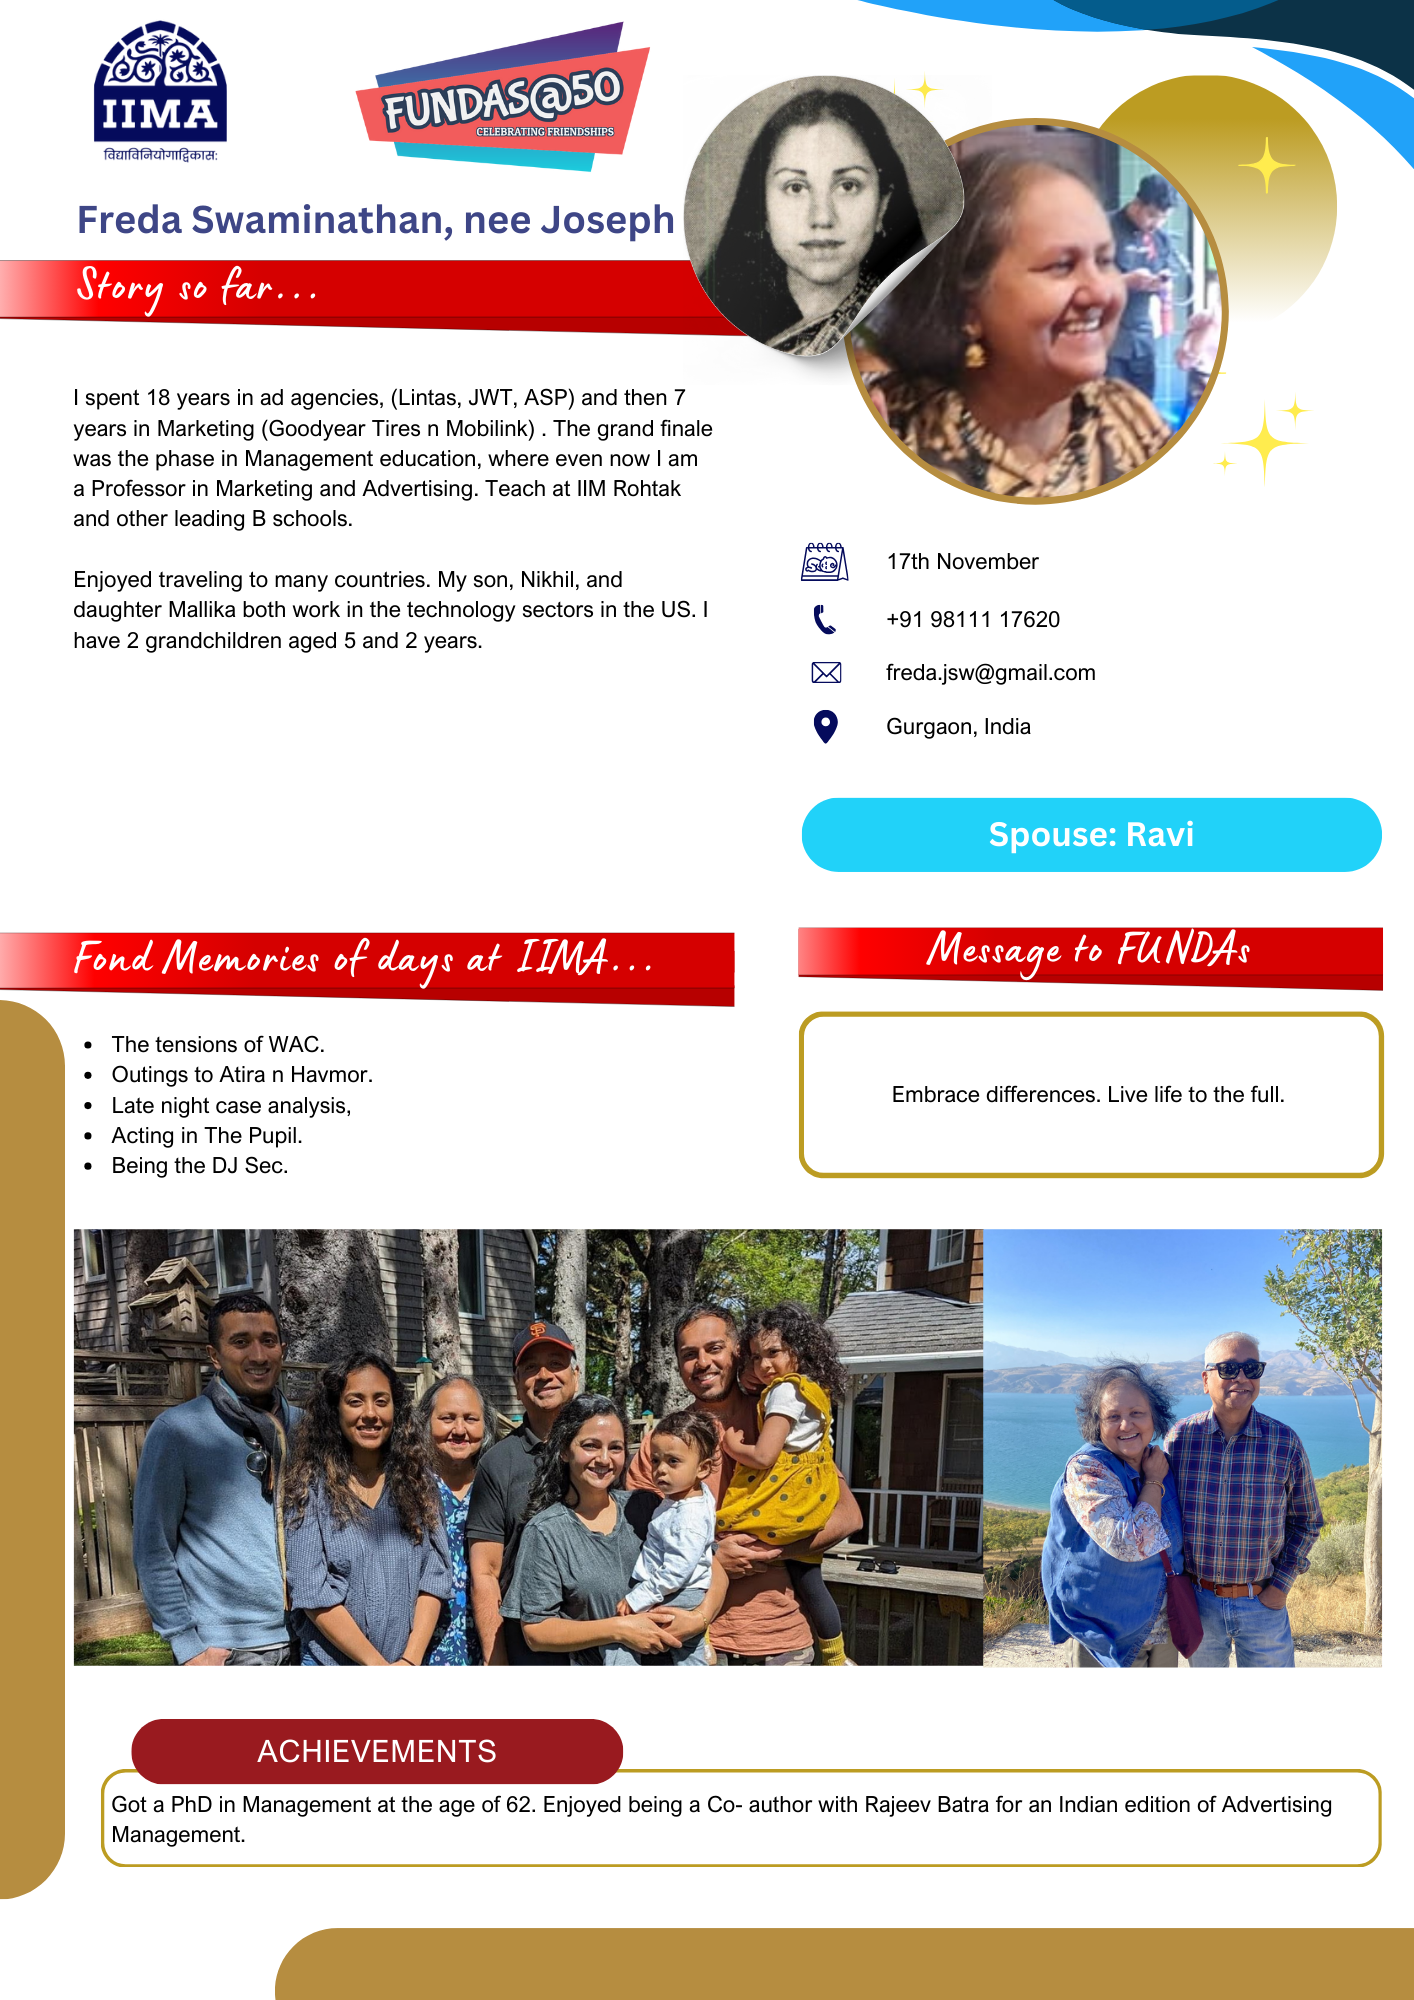 IIMA
विद्याविनियोगाद्विकास:
FUNDAS@50
CELEBRATING FRIENDSHIPS
Freda Swaminathan, nee Joseph
Story so far...
I spent 18 years in ad agencies, (Lintas, JWT, ASP) and then 7
years in Marketing (Goodyear Tires n Mobilink) . The grand finale
was the phase in Management education, where even now I am
a Professor in Marketing and Advertising. Teach at IIM Rohtak
and other leading B schools.
Enjoyed traveling to many countries. My son, Nikhil, and
daughter Mallika both work in the technology sectors in the US. I
have 2 grandchildren aged 5 and 2 years.
17th November
+91 98111 17620
freda.jsw@gmail.com
Gurgaon, India
Spouse: Ravi
Fond Memories of days at IIMA...
• The tensions of WAC.
• Outings to Atira n Havmor.
• Late night case analysis,
• Acting in The Pupil.
• Being the DJ Sec.
Message to FUNDAs
Embrace differences. Live life to the full.
ACHIEVEMENTS
Got a PhD in Management at the age of 62. Enjoyed being a Co- author with Rajeev Batra for an Indian edition of Advertising
Management.